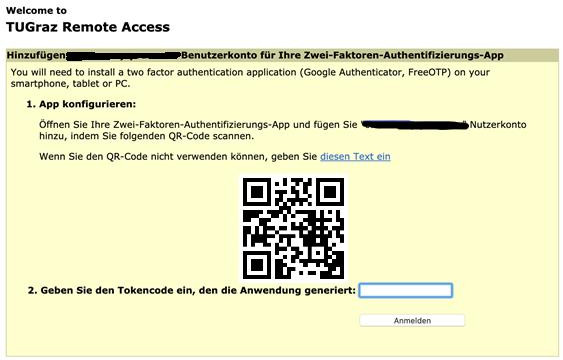 Welcome to
TUGraz Remote Access
Hinzufügen Benutzerkonto für Ihre Zwei-Faktoren-Authentifizierungs-App
You will need to install a two factor authentication application (Google Authenticator, FreeOTP) on your
smartphone, tablet or PC.
1. App konfigurieren:
Öffnen Sie Ihre Zwei-Faktoren-Authentifizierungs-App und fügen Sie " " Nutzerkonto
hinzu, indem Sie folgenden QR-Code scannen.
Wenn Sie den QR-Code nicht verwenden können, geben Sie diesen Text ein
2. Geben Sie den Tokencode ein, den die Anwendung generiert:
Anmelden